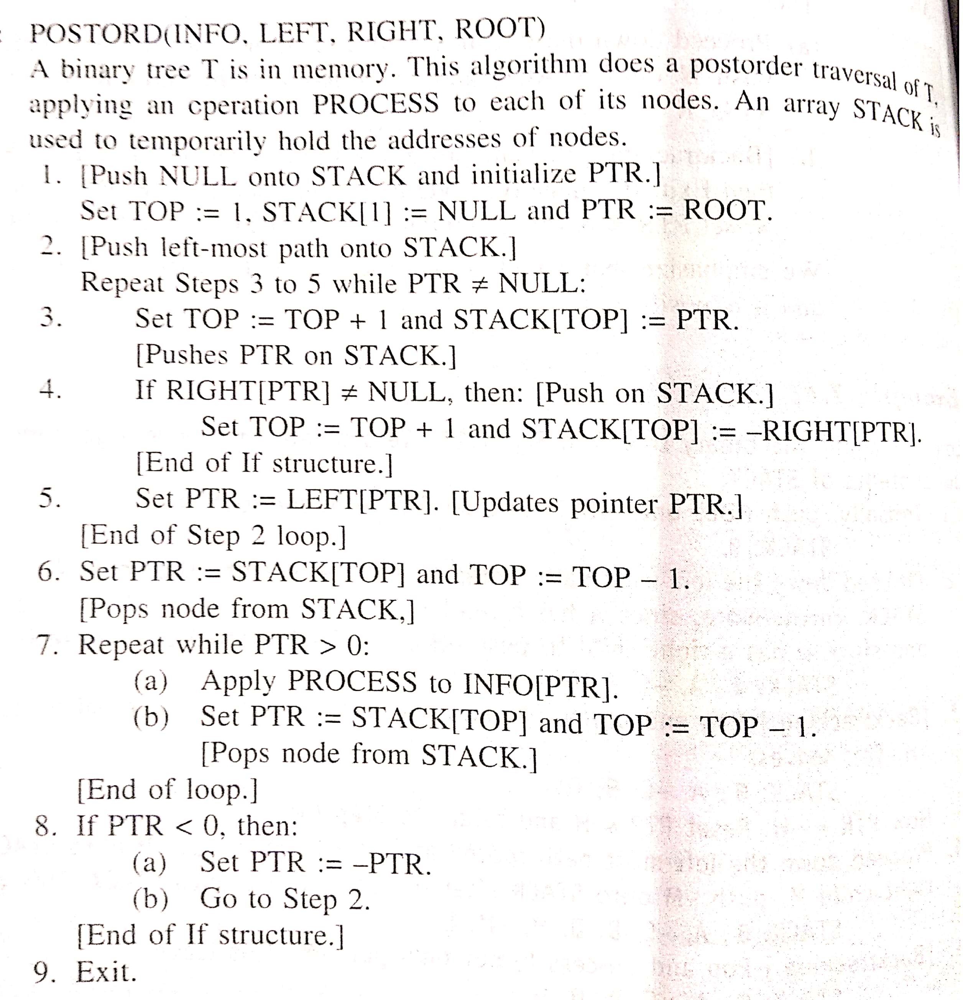 POSTORD(INFO, LEFT, RIGHT, ROOT)
A binary tree T is in memory. This algorithm does a postorder traversal of T,
applying an cperation PROCESS to each of its nodes. An array STACK is
used to temporarily hold the addresses of nodes.
1. [Push NULL onto STACK and initialize PTR.]
Set TOP := 1, STACK[1] := NULL and PTR := ROOT.
2. [Push left-most path onto STACK.]
Repeat Steps 3 to 5 while PTR ≠ NULL:
3. Set TOP := TOP + 1 and STACK[TOP] := PTR.
[Pushes PTR on STACK.]
4. If RIGHT[PTR] ≠ NULL, then: [Push on STACK.]
Set TOP := TOP + 1 and STACK[TOP] := –RIGHT[PTR].
[End of If structure.]
5. Set PTR := LEFT[PTR]. [Updates pointer PTR.]
[End of Step 2 loop.]
6. Set PTR := STACK[TOP] and TOP := TOP – 1.
[Pops node from STACK,]
7. Repeat while PTR > 0:
(a) Apply PROCESS to INFO[PTR].
(b) Set PTR := STACK[TOP] and TOP := TOP – 1.
[Pops node from STACK.]
[End of loop.]
8. If PTR < 0, then:
(a) Set PTR := –PTR.
(b) Go to Step 2.
[End of If structure.]
9. Exit.